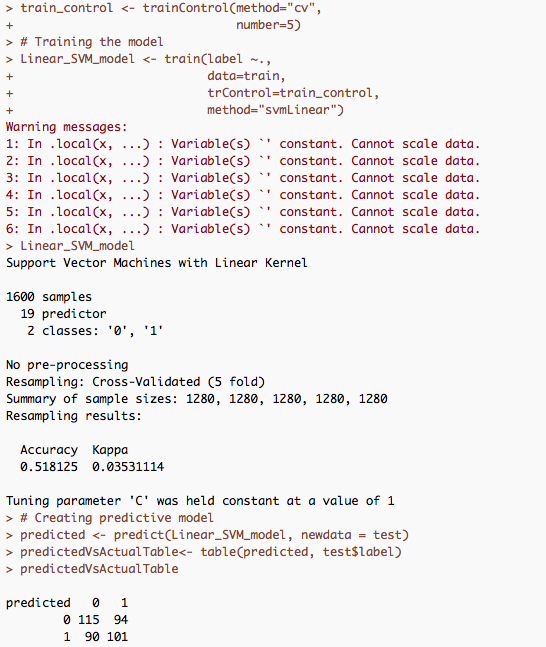 > train_control <- trainControl(method="cv",
+                               number=5)
> # Training the model
> Linear_SVM_model <- train(label ~.,
+                           data=train,
+                           trControl=train_control,
+                           method="svmLinear")
Warning messages:
1: In .local(x, ...) : Variable(s) `' constant. Cannot scale data.
2: In .local(x, ...) : Variable(s) `' constant. Cannot scale data.
3: In .local(x, ...) : Variable(s) `' constant. Cannot scale data.
4: In .local(x, ...) : Variable(s) `' constant. Cannot scale data.
5: In .local(x, ...) : Variable(s) `' constant. Cannot scale data.
6: In .local(x, ...) : Variable(s) `' constant. Cannot scale data.
> Linear_SVM_model
Support Vector Machines with Linear Kernel

1600 samples
  19 predictor
   2 classes: '0', '1'

No pre-processing
Resampling: Cross-Validated (5 fold)
Summary of sample sizes: 1280, 1280, 1280, 1280, 1280
Resampling results:

  Accuracy  Kappa
  0.518125  0.03531114

Tuning parameter 'C' was held constant at a value of 1
> # Creating predictive model
> predicted <- predict(Linear_SVM_model, newdata = test)
> predictedVsActualTable<- table(predicted, test$label)
> predictedVsActualTable

predicted   0   1
        0 115  94
        1  90 101